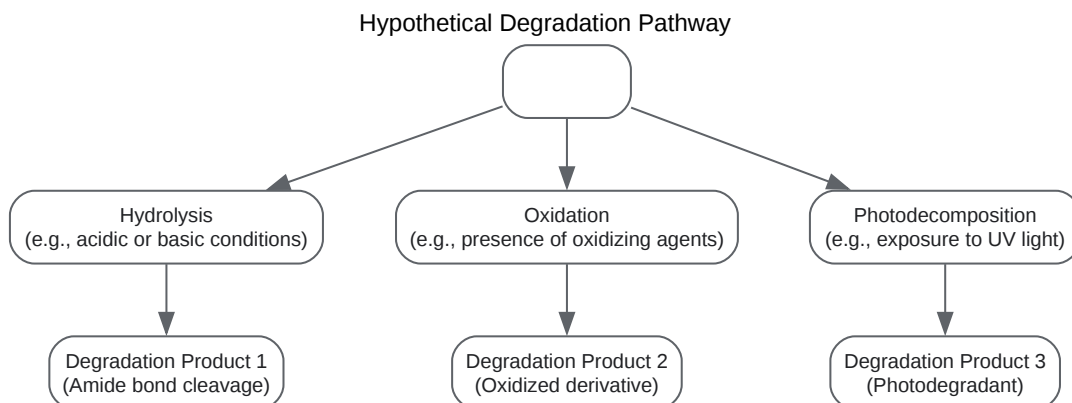 Hypothetical Degradation Pathway
Hydrolysis
(e.g., acidic or basic conditions)
Oxidation
(e.g., presence of oxidizing agents)
Photodecomposition
(e.g., exposure to UV light)
Degradation Product 1
(Amide bond cleavage)
Degradation Product 2
(Oxidized derivative)
Degradation Product 3
(Photodegradant)